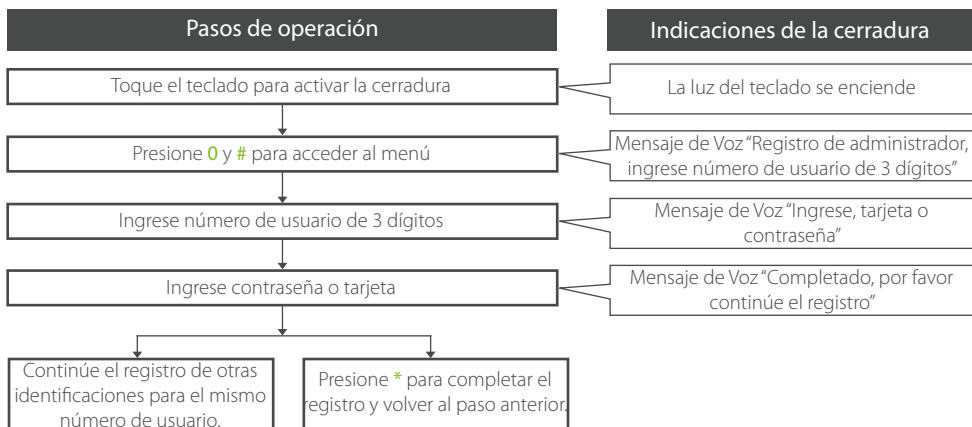 Pasos de operación
Indicaciones de la cerradura
Toque el teclado para activar la cerradura
La luz del teclado se enciende
Presione 0 y # para acceder al menú
Mensaje de Voz “Registro de administrador,
ingrese número de usuario de 3 dígitos”
Ingrese número de usuario de 3 dígitos
Mensaje de Voz “Ingrese, tarjeta o
contraseña”
Ingrese contraseña o tarjeta
Mensaje de Voz “Completado, por favor
continúe el registro”
Continúe el registro de otras
identificaciones para el mismo
número de usuario.
Presione * para completar el
registro y volver al paso anterior.